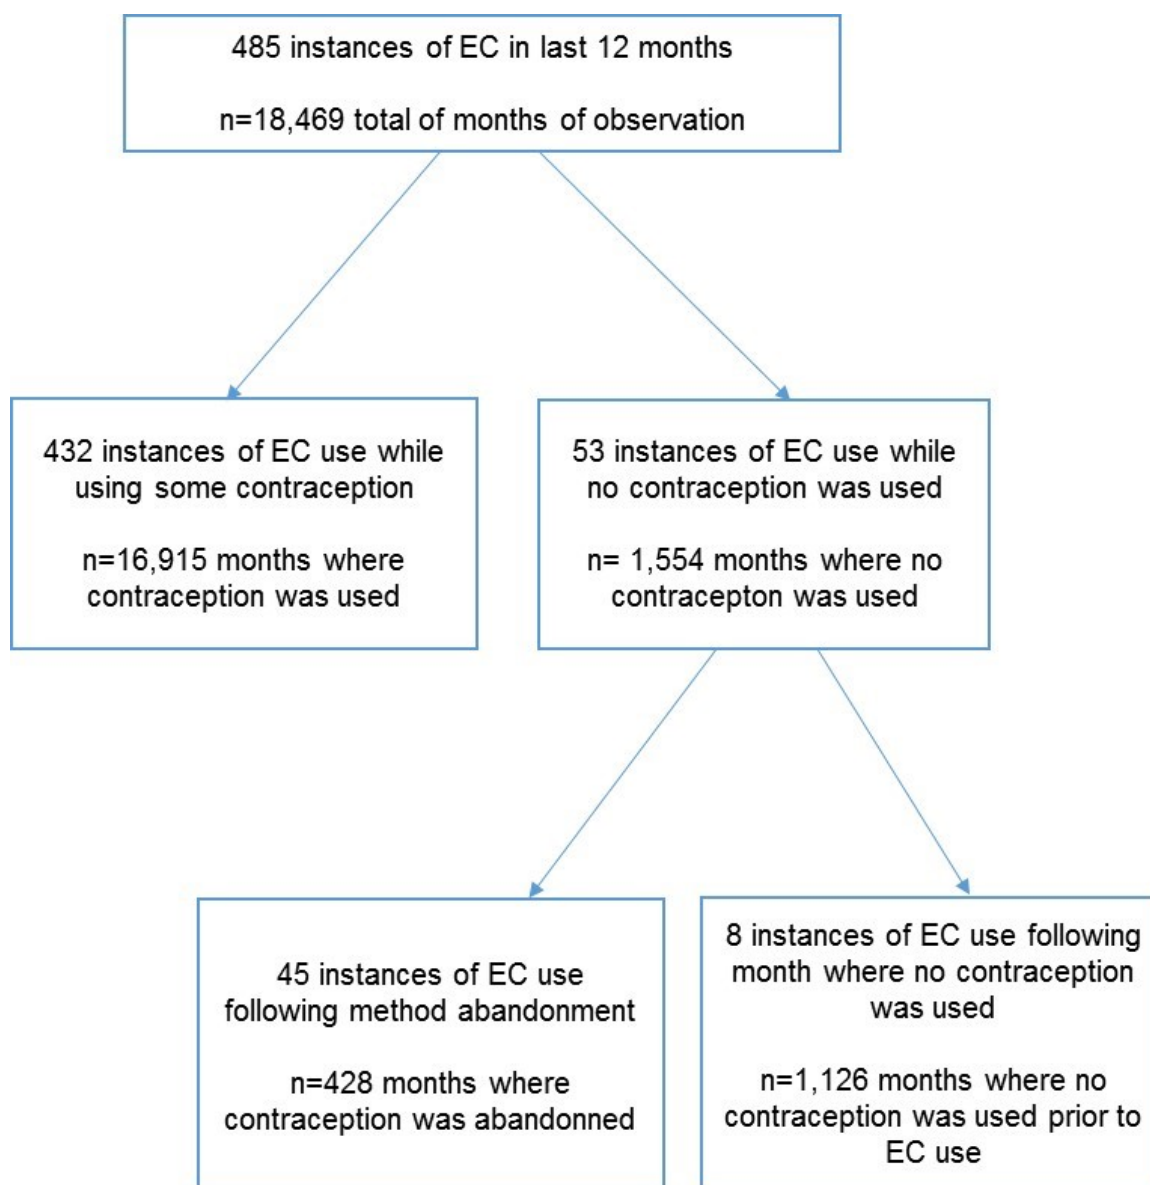 485 instances of EC in last 12 months
n=18,469 total of months of observation
432 instances of EC use while
using some contraception
n=16,915 months where
contraception was used
53 instances of EC use while
no contraception was used
n= 1,554 months where no
contracepton was used
45 instances of EC use
following method abandonment
n=428 months where
contraception was abandonned
8 instances of EC use following
month where no contraception
was used
n=1,126 months where no
contraception was used prior to
EC use